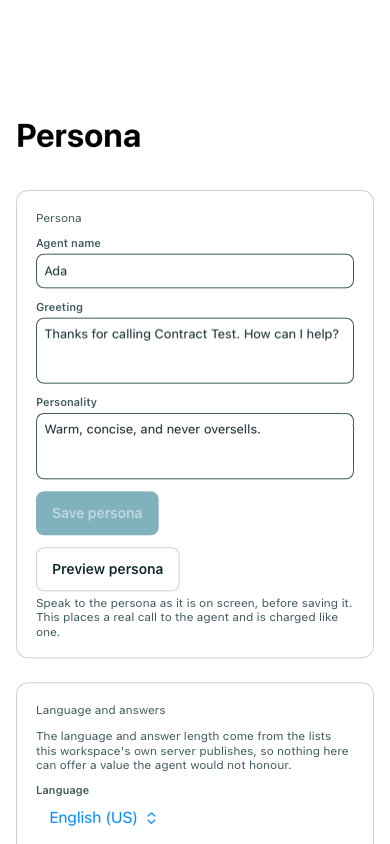 Persona
Persona
Agent name
Ada
Greeting
Thanks for calling Contract Test. How can I help?
Personality
Warm, concise, and never oversells.
Save persona
Preview persona
Speak to the persona as it is on screen, before saving it.
This places a real call to the agent and is charged like
one.
Language and answers
The language and answer length come from the lists
this workspace's own server publishes, so nothing here
can offer a value the agent would not honour.
Language
English (US)